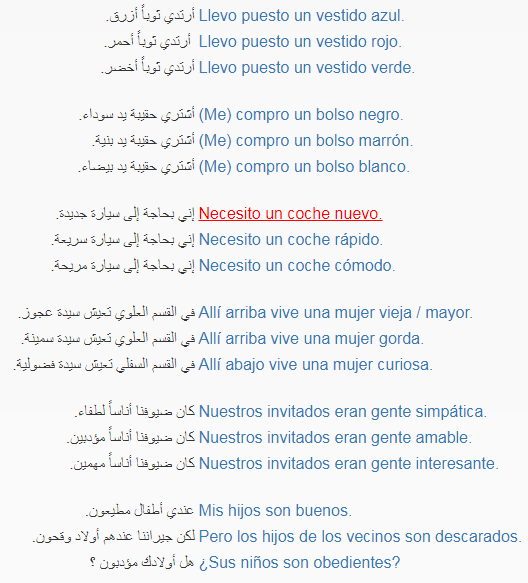 أرتدي ثوباً أزرق. Llevo puesto un vestido azul.
أرتدي ثوباً أحمر. Llevo puesto un vestido rojo.
أرتدي ثوباً أخضر. Llevo puesto un vestido verde.
أشتري حقيبة يد سوداء. (Me) compro un bolso negro.
أشتري حقيبة يد بنية. (Me) compro un bolso marrón.
أشتري حقيبة يد بيضاء. (Me) compro un bolso blanco.
إني بحاجة إلى سيارة جديدة. Necesito un coche nuevo.
إني بحاجة إلى سيارة سريعة. Necesito un coche rápido.
إني بحاجة إلى سيارة مريحة. Necesito un coche cómodo.
في القسم العلوي تعيش سيدة عجوز. Allí arriba vive una mujer vieja / mayor.
في القسم العلوي تعيش سيدة سمينة. Allí arriba vive una mujer gorda.
في القسم السفلي تعيش سيدة فضولية. Allí abajo vive una mujer curiosa.
كان ضيوفنا أناساً لطفاء. Nuestros invitados eran gente simpática.
كان ضيوفنا أناساً مؤدبين. Nuestros invitados eran gente amable.
كان ضيوفنا أناساً مهمين. Nuestros invitados eran gente interesante.
عندي أطفال مطيعون. Mis hijos son buenos.
لكن جيراننا عندهم أولاد وقحون. Pero los hijos de los vecinos son descarados.
هل أولادك مؤدبون ؟ ¿Sus niños son obedientes?